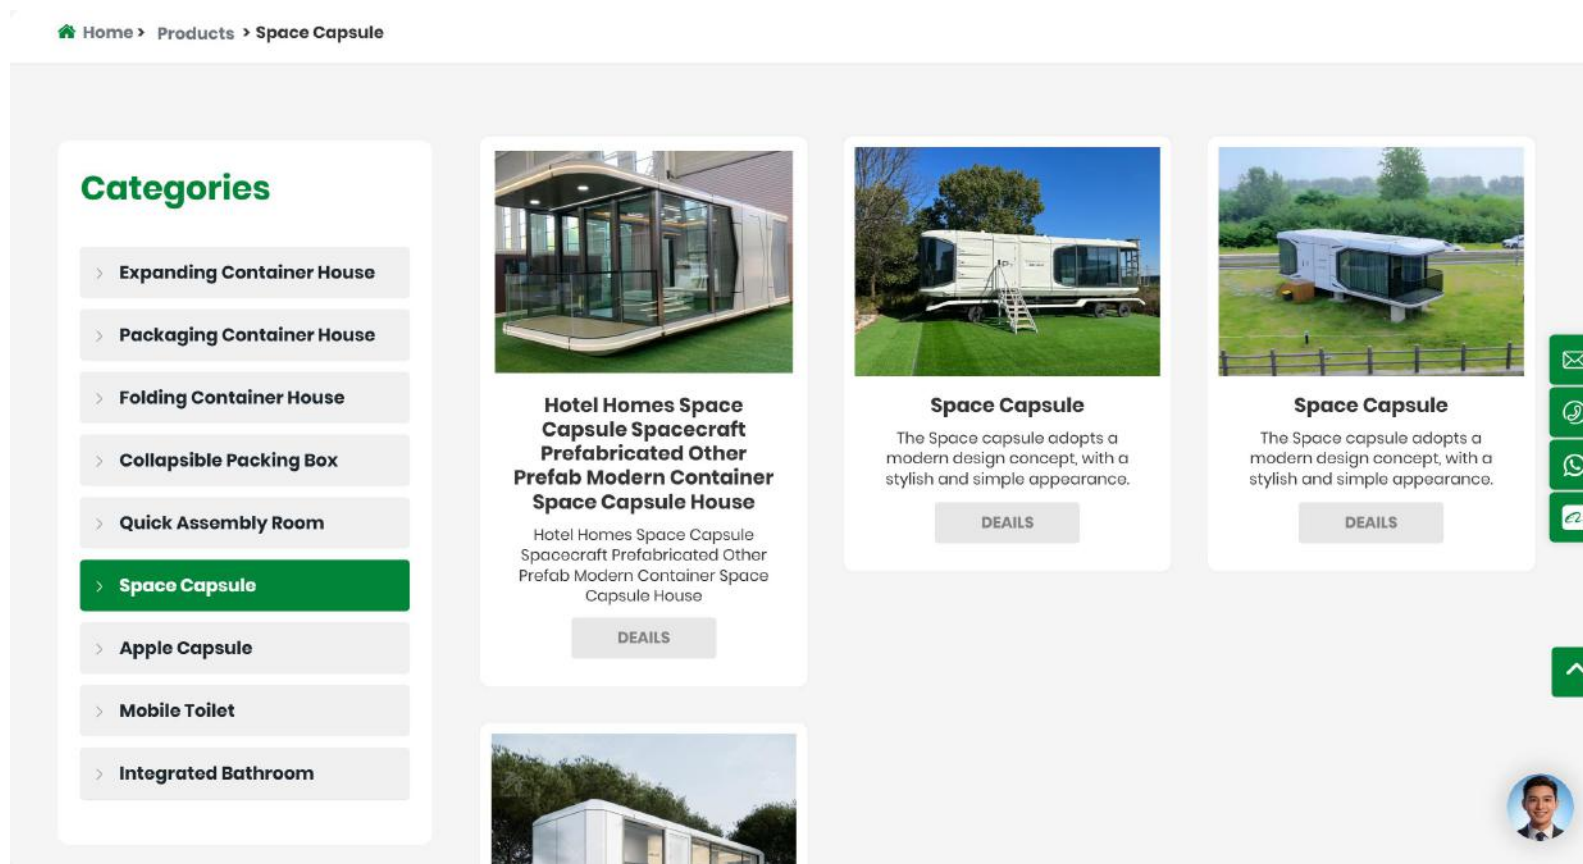 Home > Products > Space Capsule
Categories
Expanding Container House
Packaging Container House
Folding Container House
Collapsible Packing Box
Quick Assembly Room
Space Capsule
Apple Capsule
Mobile Toilet
Integrated Bathroom
Hotel Homes Space
Capsule Spacecraft
Prefabricated Other
Prefab Modern Container
Space Capsule House
Hotel Homes Space Capsule
Spacecraft Prefabricated Other
Prefab Modern Container Space
Capsule House
DEAILS
Space Capsule
The Space capsule adopts a
modern design concept, with a
stylish and simple appearance.
DEAILS
Space Capsule
The Space capsule adopts a
modern design concept, with a
stylish and simple appearance.
DEAILS